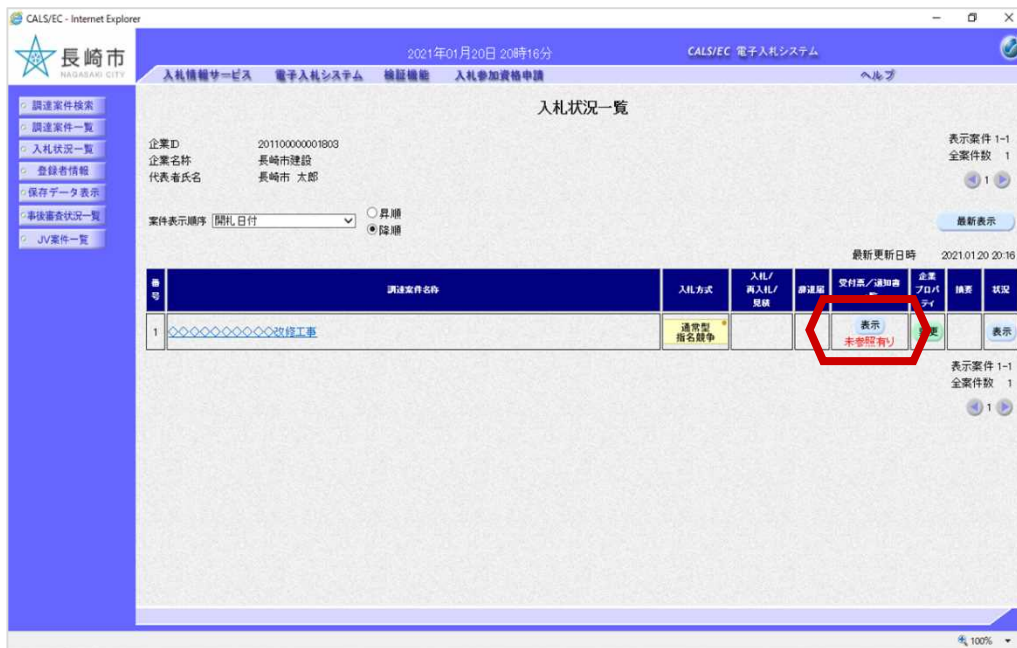 CALS/EC - Internet Explorer
長崎市
NAGASAKI CITY
2021年01月20日 20時16分
CALS/EC 電子入札システム
入札情報サービス 電子入札システム 検証機能 入札参加資格申請 ヘルプ
調達案件検索
調達案件一覧
入札状況一覧
登録者情報
保存データ表示
事後審査状況一覧
JV案件一覧
入札状況一覧
企業ID 201100000001803
企業名称 長崎市建設
代表者氏名 長崎市 太郎
表示案件 1-1
全案件数 1
1
案件表示順序 開札日付
昇順
降順
最新表示
最新更新日時 2021.01.20 20:16
番号 調達案件名称 入札方式 入札/再入札/見積 辞退届 受付票/通知書 企業プロパティ 摘要 状況
1 ◇◇◇◇◇◇◇◇◇◇改修工事 通常型指名競争 表示 未参照有り 表示
表示案件 1-1
全案件数 1
1
100%